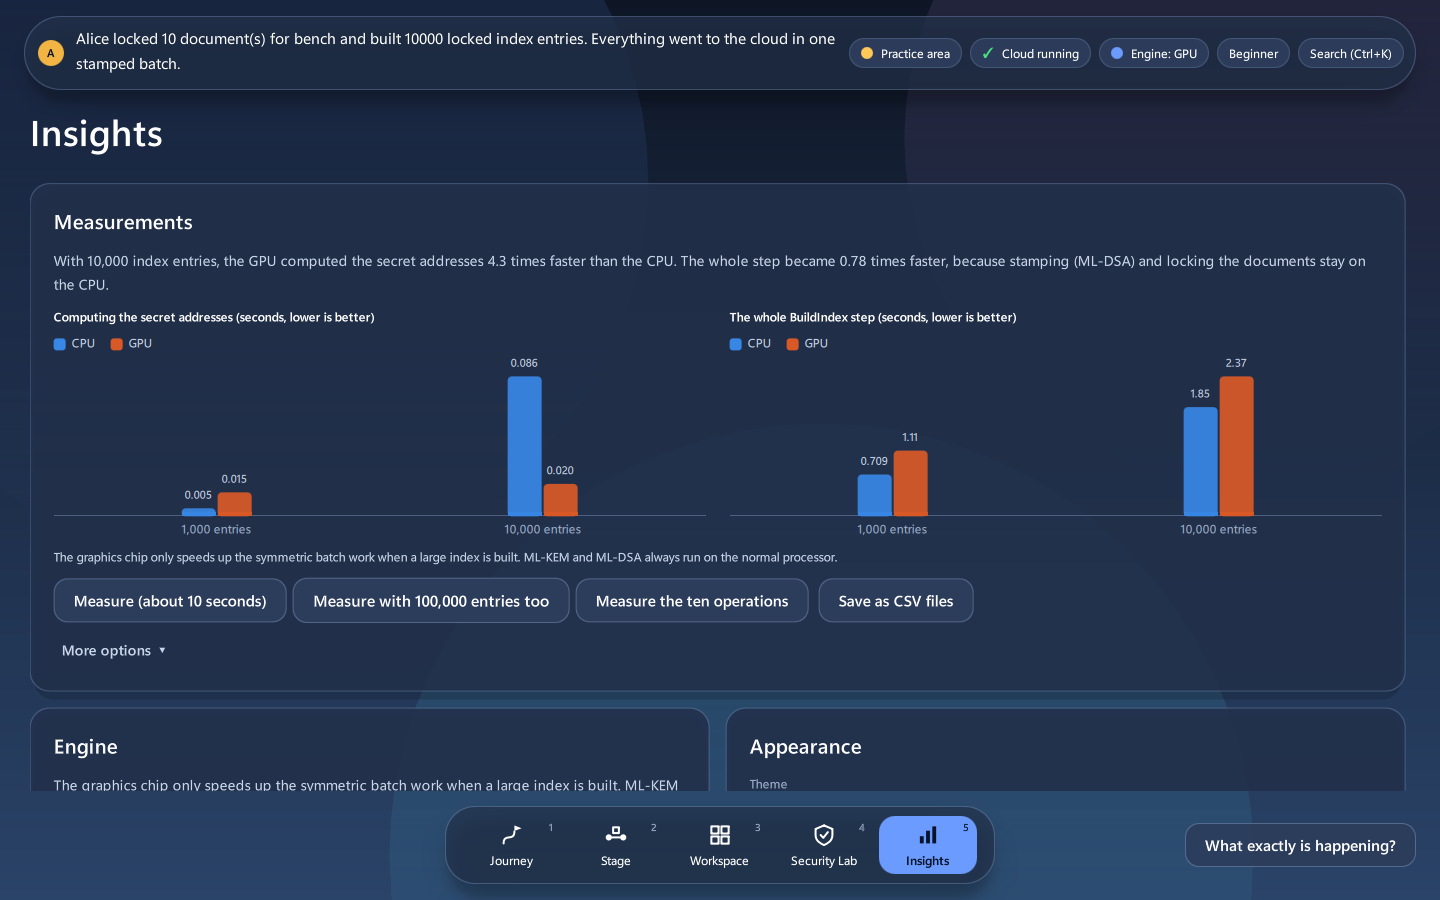 A
Alice locked 10 document(s) for bench and built 10000 locked index entries. Everything went to the cloud in one
stamped batch.
Practice area
✓ Cloud running
Engine: GPU
Beginner
Search (Ctrl+K)
Insights
Measurements
With 10,000 index entries, the GPU computed the secret addresses 4.3 times faster than the CPU. The whole step became 0.78 times faster, because stamping (ML-DSA) and locking the documents stay on
the CPU.
Computing the secret addresses (seconds, lower is better)
CPU GPU
0.086
0.015
0.005
0.020
1,000 entries
10,000 entries
The whole BuildIndex step (seconds, lower is better)
CPU GPU
2.37
1.85
1.11
0.709
1,000 entries
10,000 entries
The graphics chip only speeds up the symmetric batch work when a large index is built. ML-KEM and ML-DSA always run on the normal processor.
Measure (about 10 seconds)
Measure with 100,000 entries too
Measure the ten operations
Save as CSV files
More options ▾
Engine
The graphics chip only speeds up the symmetric batch work when a large index is built. ML-KEM
Appearance
Theme
Journey 1
Stage 2
Workspace 3
Security Lab 4
Insights 5
What exactly is happening?